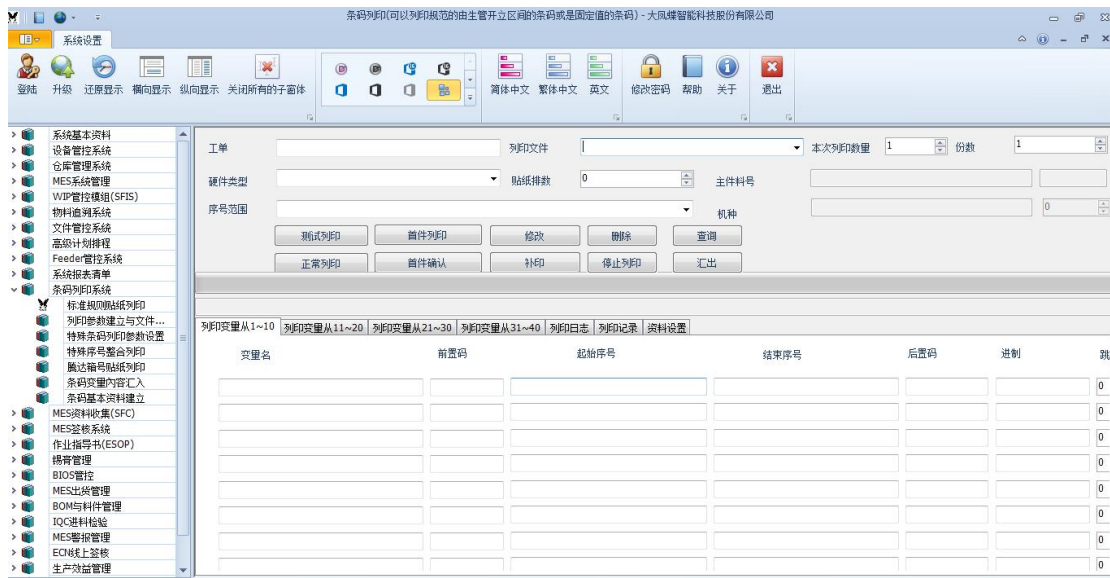 条码列印(可以列印规范的由主管开立区间的条码或是固定值的条码) - 大凤蝶智能科技股份有限公司
系统设置
登陆 升级 还原显示 横向显示 纵向显示 关闭所有的子窗体 简体中文 繁体中文 英文 修改密码 帮助 关于 退出
系统基本资料
设备管控系统
仓库管理系统
MES系统管理
WIP管控模组(SFIS)
物料追溯系统
文件管控系统
高级计划排程
Feeder管控系统
系统报表清单
条码列印系统
标准规则贴纸列印
列印参数建立与文件...
特殊条码列印参数设置
特殊序号整合列印
腾达箱号贴纸列印
条码变量内容汇入
条码基本资料建立
MES资料收集(SFC)
MES签核系统
作业指导书(ESOP)
锡膏管理
BIOS管控
MES出货管理
BOM与料件管理
IQC进料检验
MES警报管理
ECN线上签核
生产效益管理
工单 列印文件 本次列印数量 1 份数 1
硬件类型 贴纸排数 0 主件料号
序号范围 机种 0
测试列印 首件列印 修改 删除 查询
正常列印 首件确认 补印 停止列印 汇出
列印变量从1~10 列印变量从11~20 列印变量从21~30 列印变量从31~40 列印日志 列印记录 资料设置
变量名 前置码 起始序号 结束序号 后置码 进制 跳
0
0
0
0
0
0
0
0